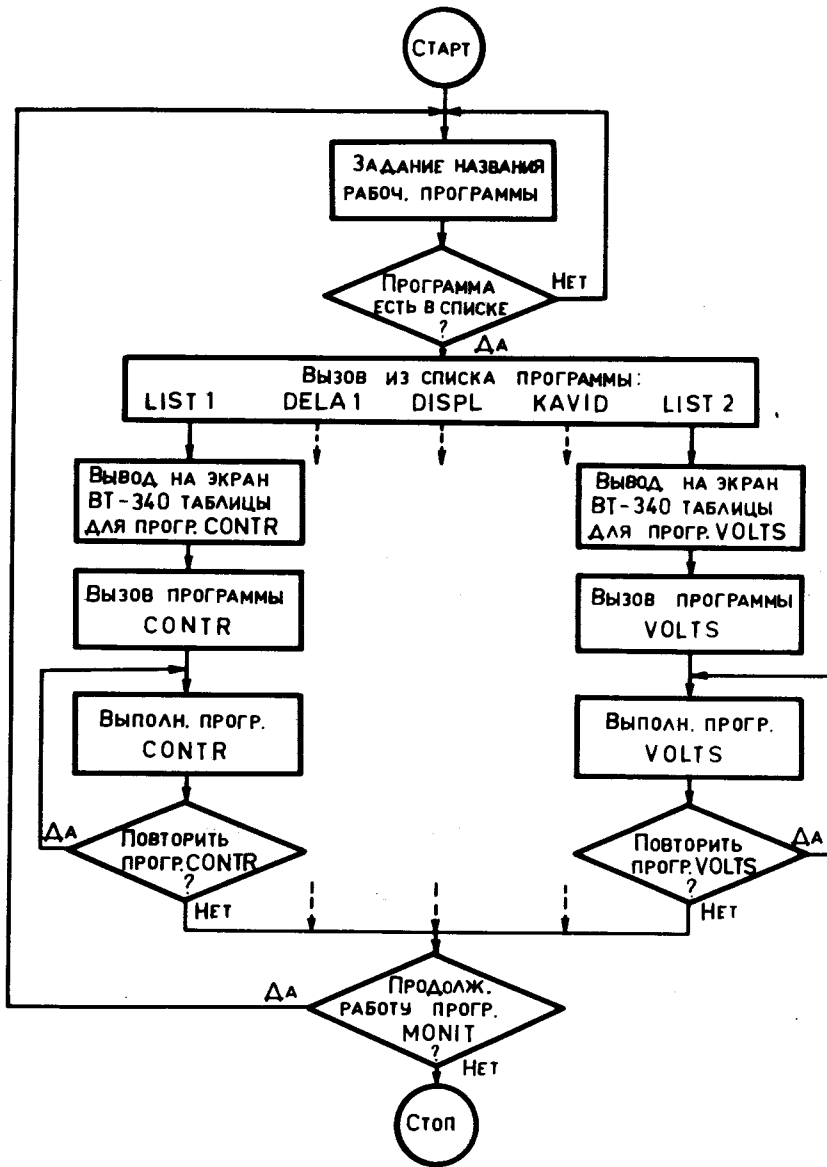 СТАРТ
ЗАДАНИЕ НАЗВАНИЯ
РАБОЧ. ПРОГРАММЫ
ПРОГРАММА
ЕСТЬ В СПИСКЕ
?
НЕТ
ДА
ВЫЗОВ ИЗ СПИСКА ПРОГРАММЫ:
LIST 1 DELA 1 DISPL KAVID LIST 2
ВЫВОД НА ЭКРАН
ВТ-340 ТАБЛИЦЫ
ДЛЯ ПРОГР. CONTR
ВЫВОД НА ЭКРАН
ВТ-340 ТАБЛИЦЫ
ДЛЯ ПРОГР. VOLTS
ВЫЗОВ ПРОГРАММЫ
CONTR
ВЫЗОВ ПРОГРАММЫ
VOLTS
ВЫПОЛН. ПРОГР.
CONTR
ВЫПОЛН. ПРОГР.
VOLTS
ДА
ПОВТОРИТЬ
ПРОГР. CONTR
?
НЕТ
ПОВТОРИТЬ
ПРОГР. VOLTS
?
ДА
НЕТ
ДА
ПРОДОЛЖ.
РАБОТУ ПРОГР.
MONIT
?
НЕТ
СТОП